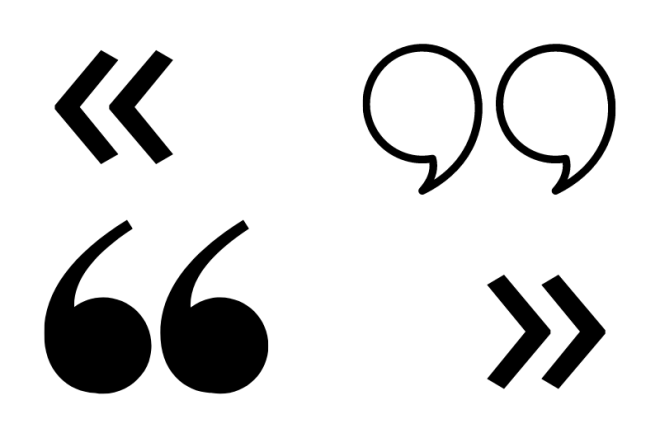 « ”
“ »